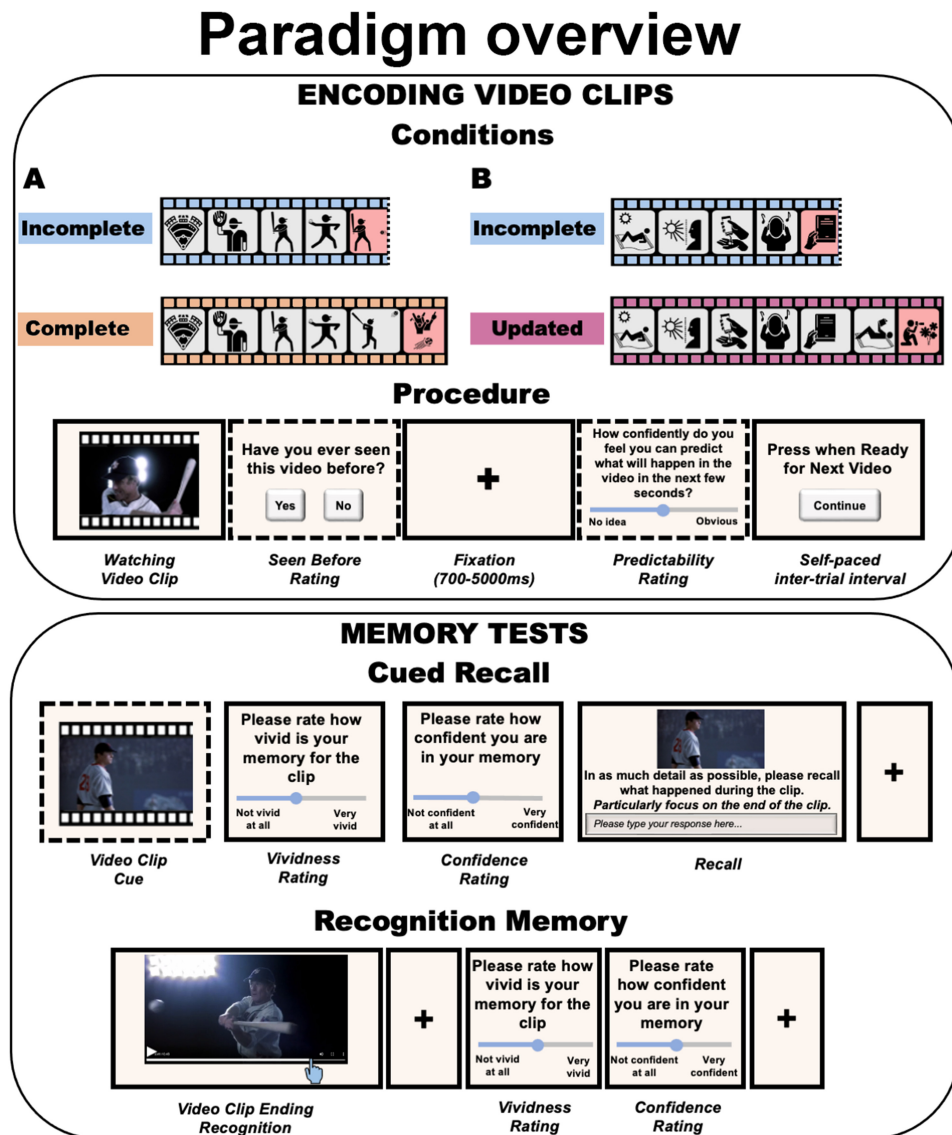 Paradigm overview
ENCODING VIDEO CLIPS
Conditions
A
B
Incomplete
Incomplete
Complete
Updated
Procedure
Have you ever seen
this video before?
Yes No
+
How confidently do you
feel you can predict
what will happen in the
video in the next few
seconds?
No idea Obvious
Press when Ready
for Next Video
Continue
Watching
Video Clip
Seen Before
Rating
Fixation
(700-5000ms)
Predictability
Rating
Self-paced
inter-trial interval
MEMORY TESTS
Cued Recall
Please rate how
vivid is your
memory for the
clip
Not vivid
at all
Very
vivid
Please rate how
confident you are
in your memory
Not confident
at all
Very
confident
In as much detail as possible, please recall
what happened during the clip.
Particularly focus on the end of the clip.
Please type your response here...
+
Video Clip
Cue
Vividness
Rating
Confidence
Rating
Recall
Recognition Memory
+
Please rate how
vivid is your
memory for the
clip
Not vivid
at all
Very
vivid
Please rate
how confident
you are in your
memory
Not confident
at all
Very
confident
+
Video Clip Ending
Recognition
Vividness
Rating
Confidence
Rating